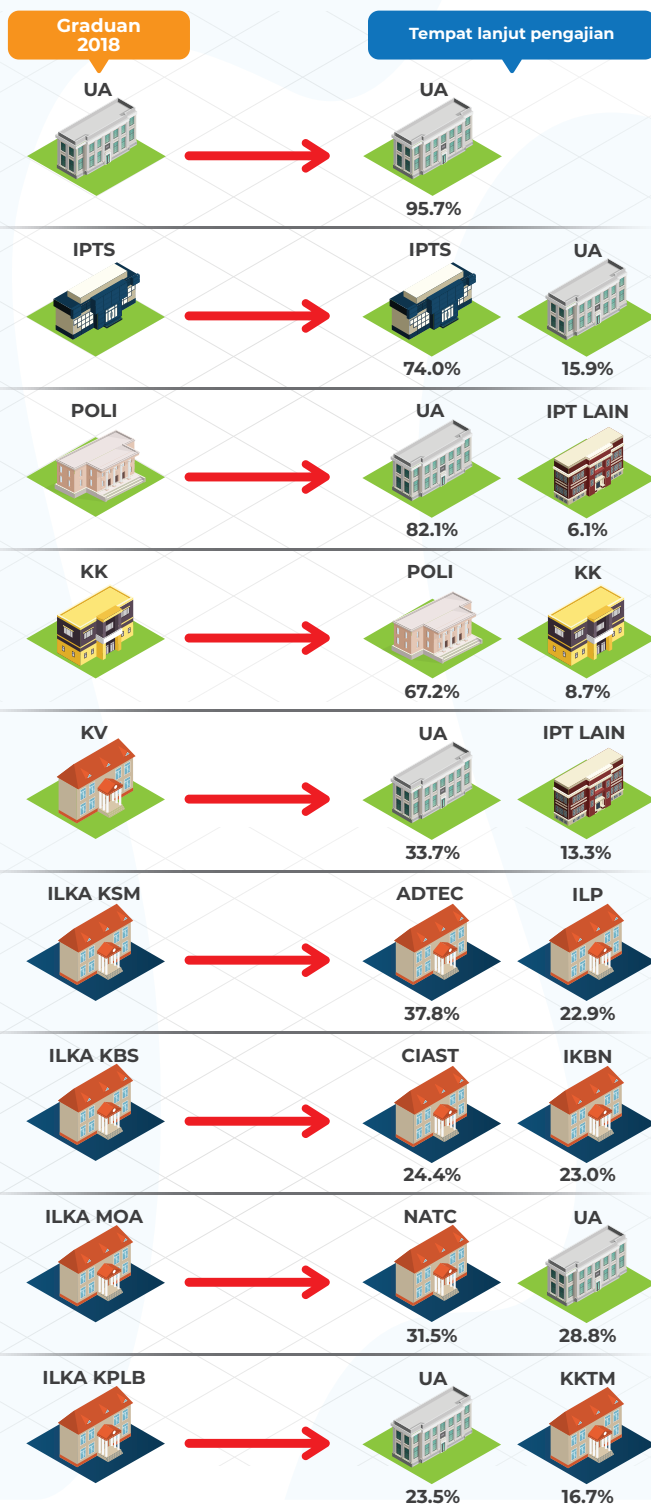 Graduan
2018
Tempat lanjut pengajian
UA
UA
95.7%
IPTS
IPTS
UA
74.0%
15.9%
POLI
UA
IPT LAIN
82.1%
6.1%
KK
POLI
KK
67.2%
8.7%
KV
UA
IPT LAIN
33.7%
13.3%
ILKA KSM
ADTEC
ILP
37.8%
22.9%
ILKA KBS
CIAST
IKBN
24.4%
23.0%
ILKA MOA
NATC
UA
31.5%
28.8%
ILKA KPLB
UA
KKTM
23.5%
16.7%